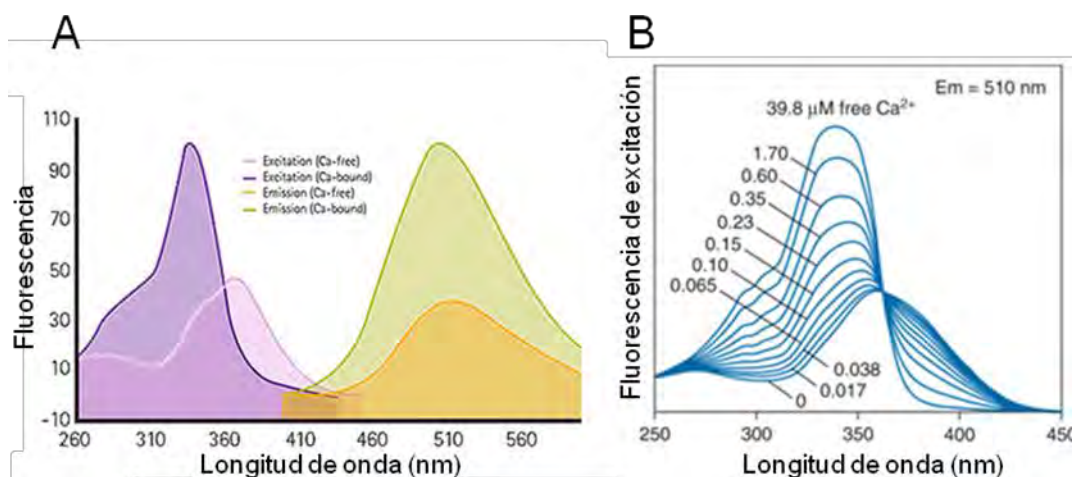 A
110
90
70
50
30
10
-10
Fluorescencia
Excitation (Ca-free)
Excitation (Ca-bound)
Emission (Ca-free)
Emission (Ca-bound)
260 310 360 410 460 510 560
Longitud de onda (nm)
B
Fluorescencia de excitación
Em = 510 nm
39.8 μM free Ca²⁺
1.70
0.60
0.35
0.23
0.15
0.10
0.065
0.038
0.017
0
250 300 350 400 450
Longitud de onda (nm)